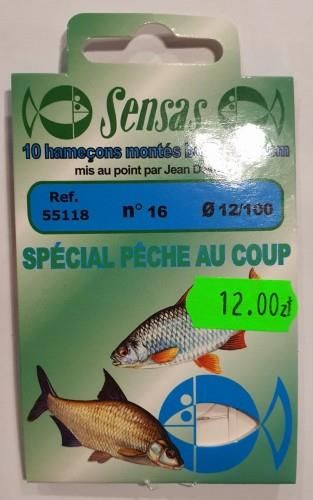 Sensas
10 hameçons montés
mis au point par Jean
Ref.
55118
n° 16
Ø 12/100
SPÉCIAL PÊCHE AU COUP
12.00zł